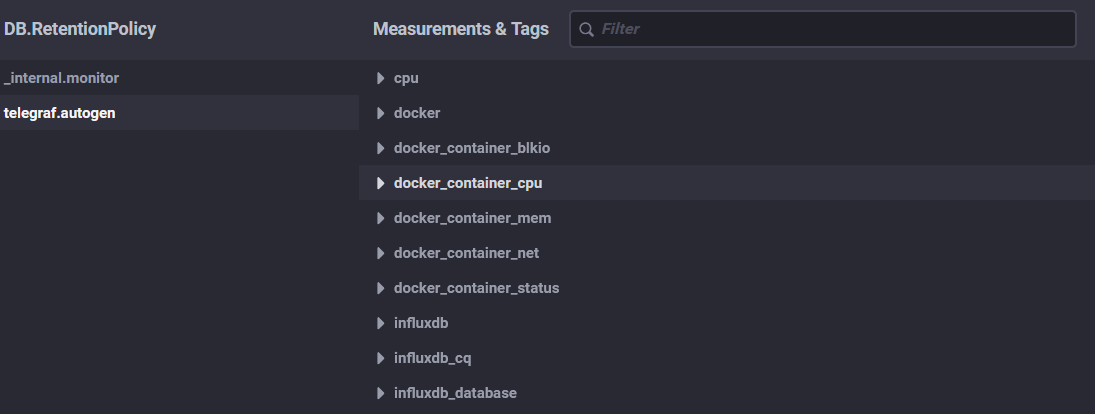 DB.RetentionPolicy
Measurements & Tags
Filter
_internal.monitor
telegraf.autogen
cpu
docker
docker_container_blkio
docker_container_cpu
docker_container_mem
docker_container_net
docker_container_status
influxdb
influxdb_cq
influxdb_database